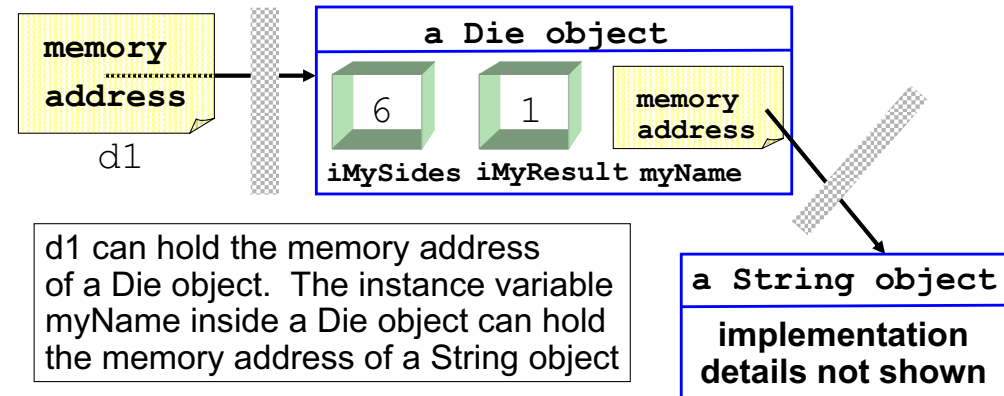 memory
address
d1
a Die object
6
1
memory
address
iMySides iMyResult myName
d1 can hold the memory address
of a Die object. The instance variable
myName inside a Die object can hold
the memory address of a String object
a String object
implementation
details not shown